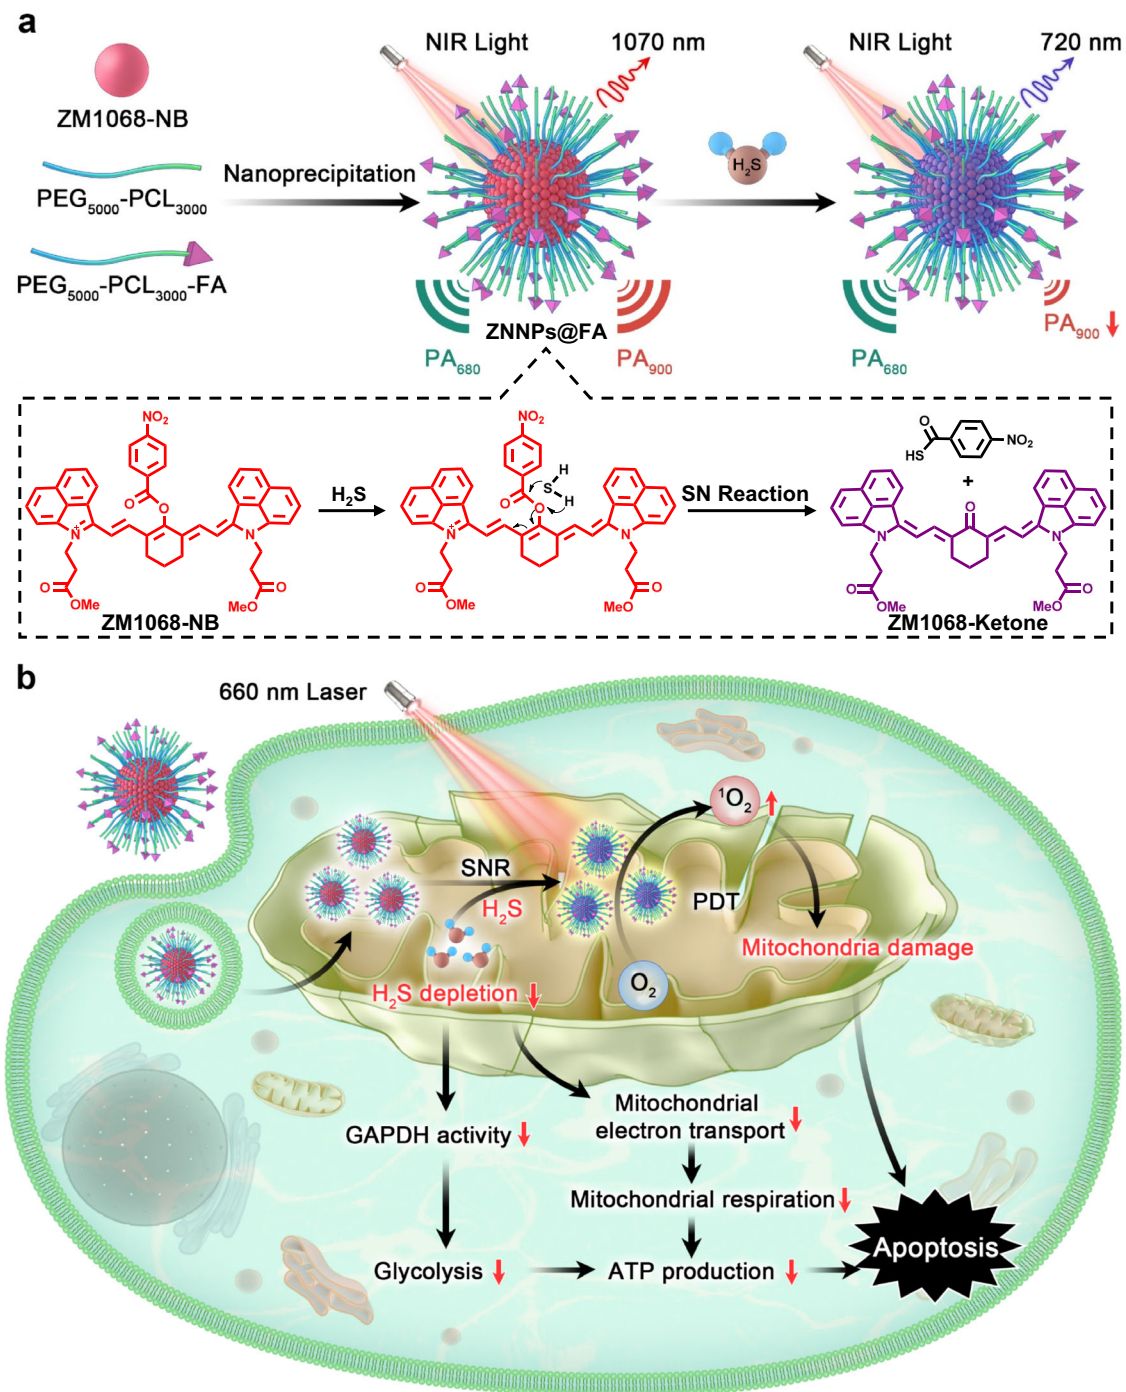 a
NIR Light
1070 nm
NIR Light
720 nm
ZM1068-NB
H₂S
Nanoprecipitation
PEG₅₀₀₀-PCL₃₀₀₀
PEG₅₀₀₀-PCL₃₀₀₀-FA
ZNNPs@FA
PA₆₈₀
PA₉₀₀
PA₆₈₀
PA₉₀₀
NO₂
O
O
N⁺
N
O
OMe
O
MeO
ZM1068-NB
H₂S
NO₂
O
O
H
S
H
N⁺
N
O
OMe
O
MeO
SN Reaction
O
HS
NO₂
+
O
N
N
O
OMe
O
MeO
ZM1068-Ketone
b
660 nm Laser
¹O₂
SNR
H₂S
PDT
Mitochondria damage
O₂
H₂S depletion
GAPDH activity
Mitochondrial
electron transport
Mitochondrial respiration
Glycolysis
ATP production
Apoptosis